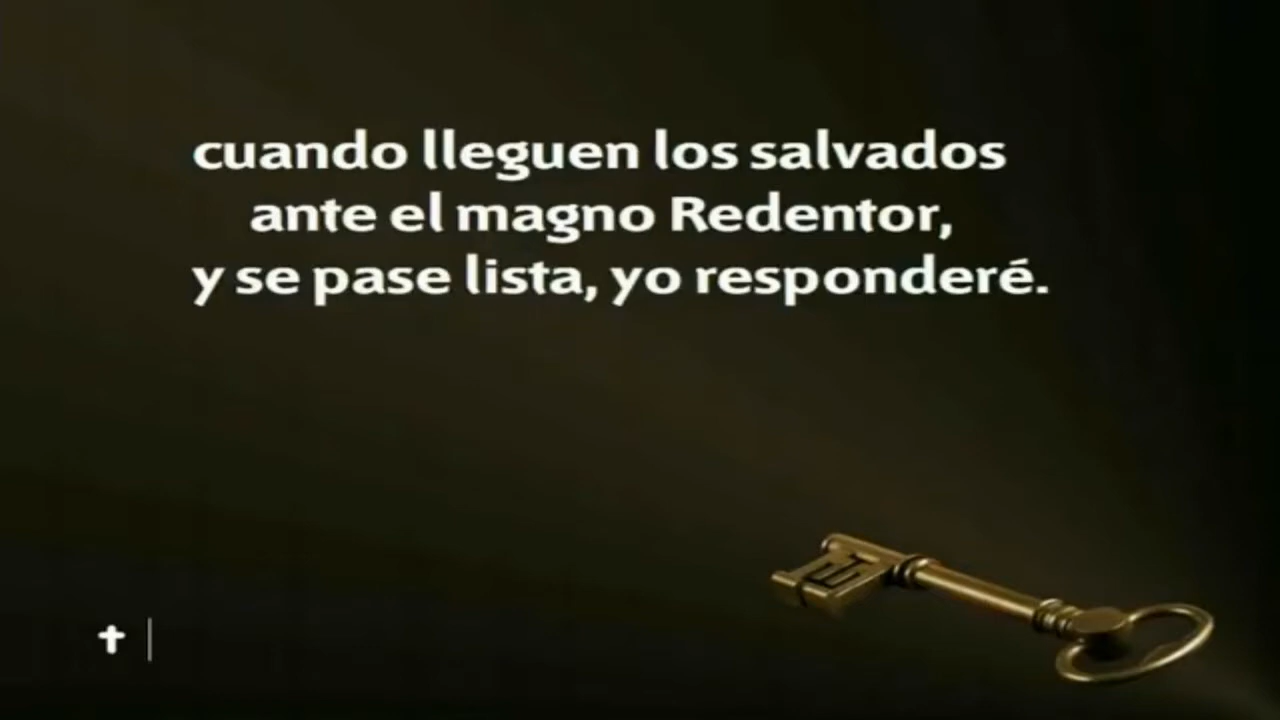 cuando lleguen los salvados
ante el magno Redentor,
y se pase lista, yo responderé.